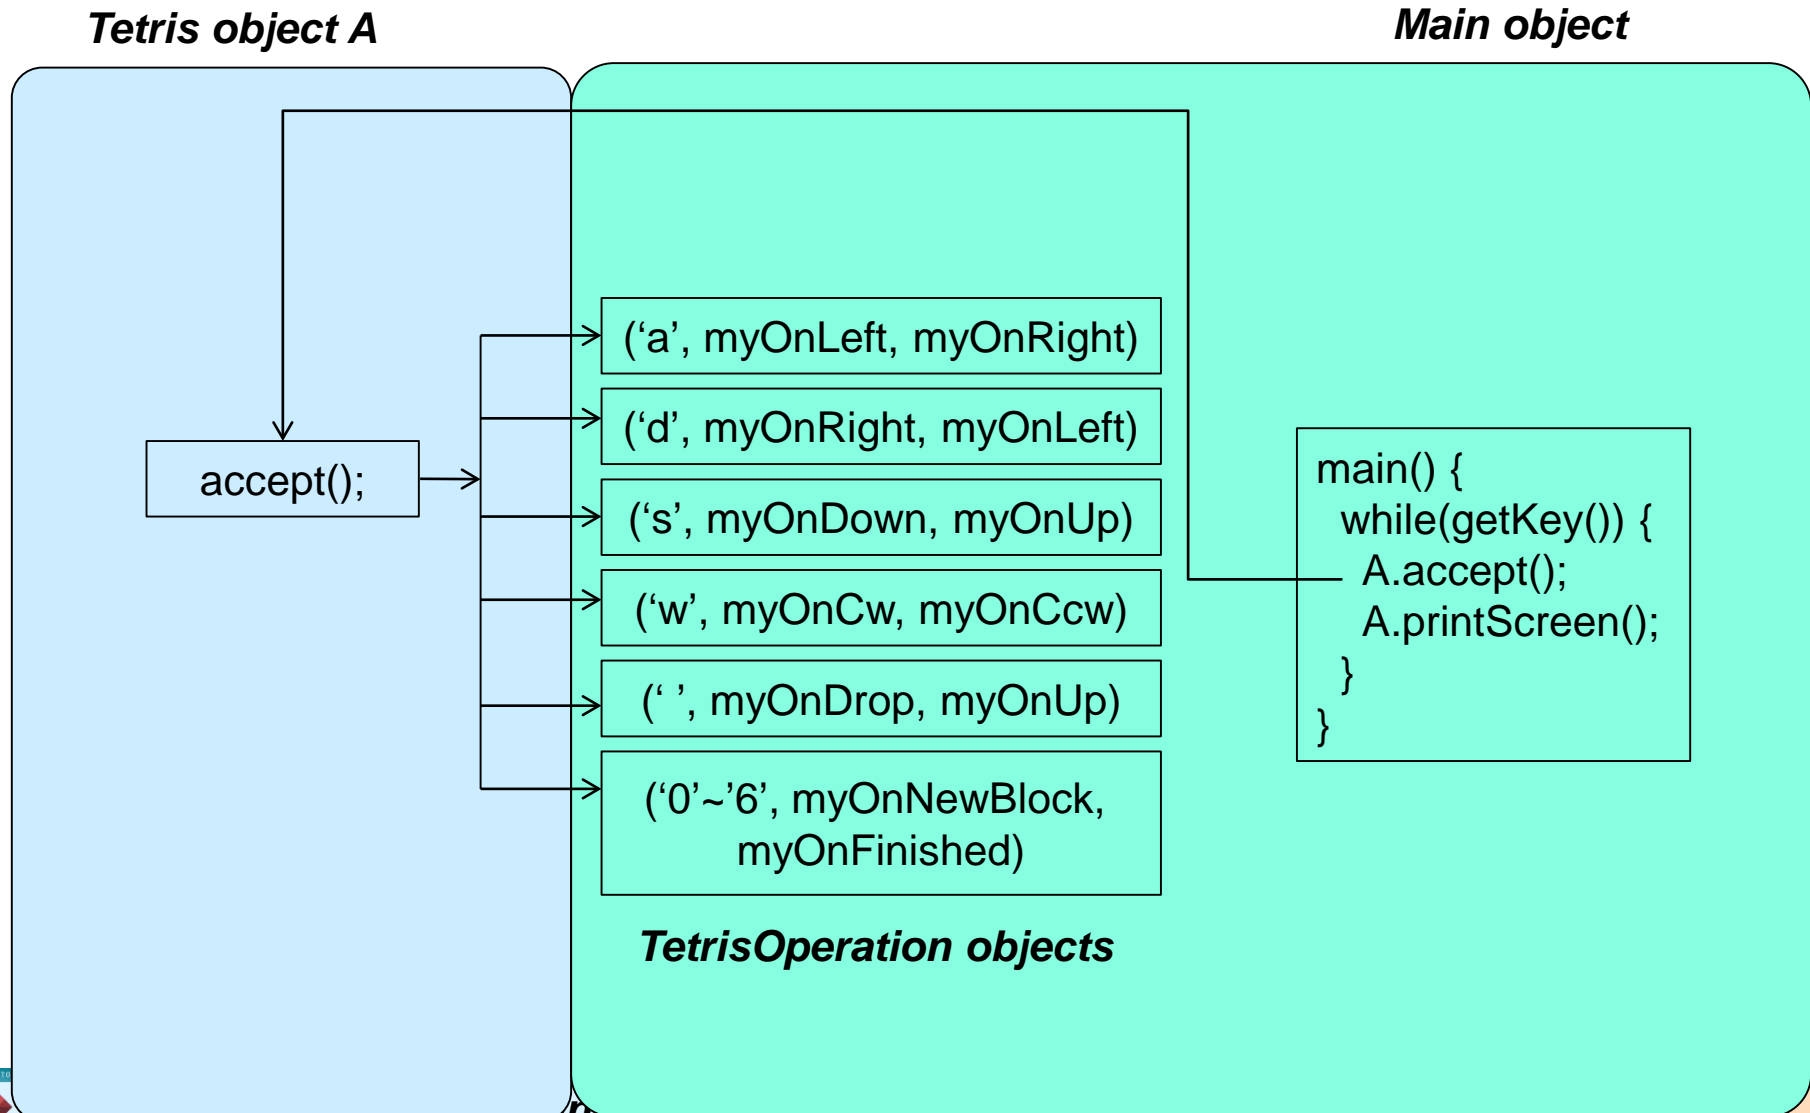 Tetris object A
Main object
(‘a’, myOnLeft, myOnRight)
(‘d’, myOnRight, myOnLeft)
accept();
(‘s’, myOnDown, myOnUp)
(‘w’, myOnCw, myOnCcw)
(‘ ’, myOnDrop, myOnUp)
(‘0’~’6’, myOnNewBlock,
myOnFinished)
TetrisOperation objects
main() {
while(getKey()) {
A.accept();
A.printScreen();
}
}